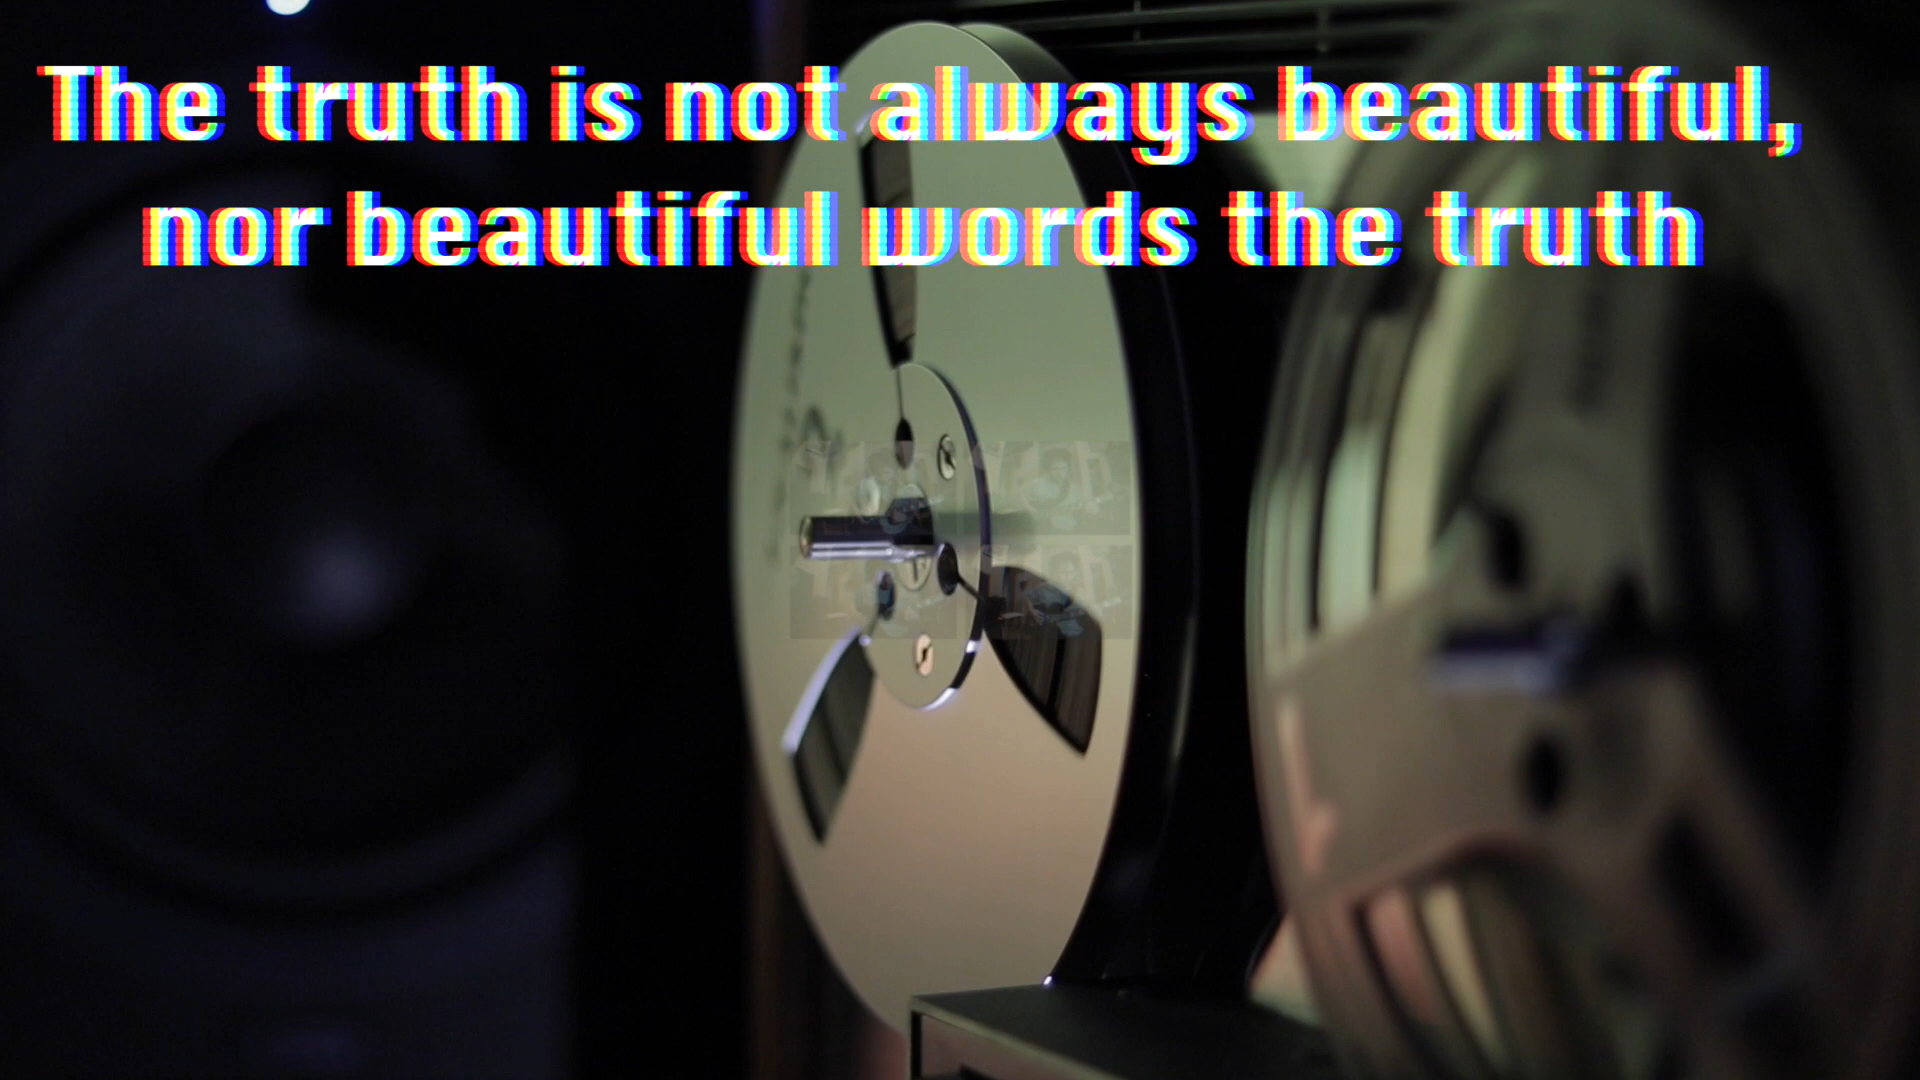 The truth is not always beautiful,
nor beautiful words the truth